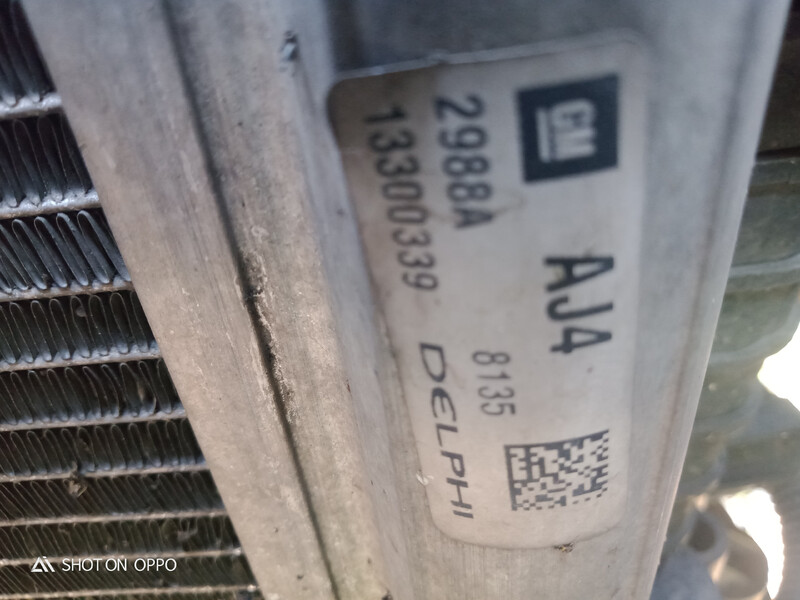 GM
AJ4
2988A
8135
13300339
DELPHI
SHOT ON OPPO